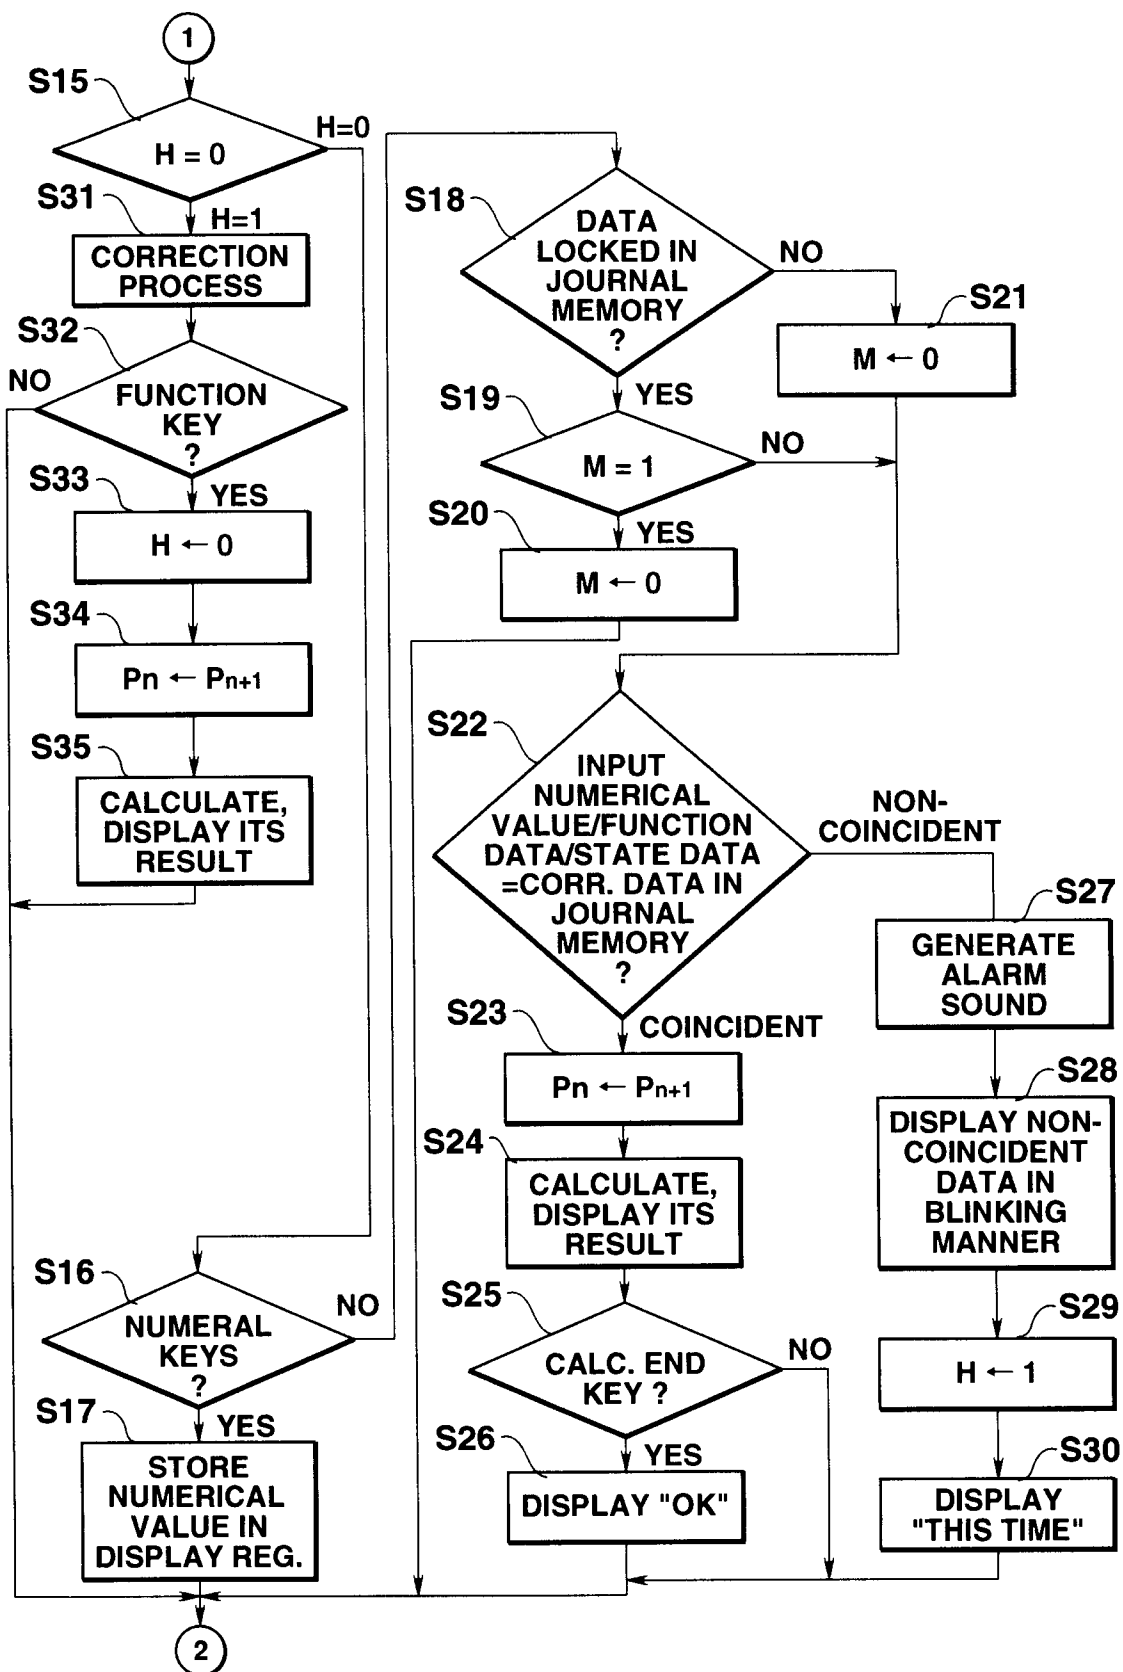 1
S15
H = 0
H=0
S31
H=1
CORRECTION
PROCESS
S32
NO
FUNCTION
KEY
?
S33
YES
H ← 0
S34
Pn ← Pn+1
S35
CALCULATE,
DISPLAY ITS
RESULT
S16
NUMERAL
KEYS
?
NO
S17
YES
STORE
NUMERICAL
VALUE IN
DISPLAY REG.
2
S18
DATA
LOCKED IN
JOURNAL
MEMORY
?
NO
S21
M ← 0
YES
S19
M = 1
NO
S20
YES
M ← 0
S22
INPUT
NUMERICAL
VALUE/FUNCTION
DATA/STATE DATA
=CORR. DATA IN
JOURNAL
MEMORY
?
NON-
COINCIDENT
S23
COINCIDENT
Pn ← Pn+1
S24
CALCULATE,
DISPLAY ITS
RESULT
S25
CALC. END
KEY ?
NO
S26
YES
DISPLAY "OK"
S27
GENERATE
ALARM
SOUND
S28
DISPLAY NON-
COINCIDENT
DATA IN
BLINKING
MANNER
S29
H ← 1
S30
DISPLAY
"THIS TIME"